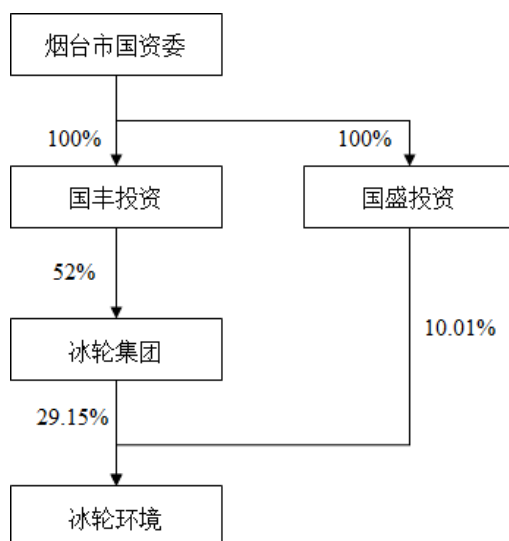 烟台市国资委
100%
100%
国丰投资
国盛投资
52%
10.01%
冰轮集团
29.15%
冰轮环境